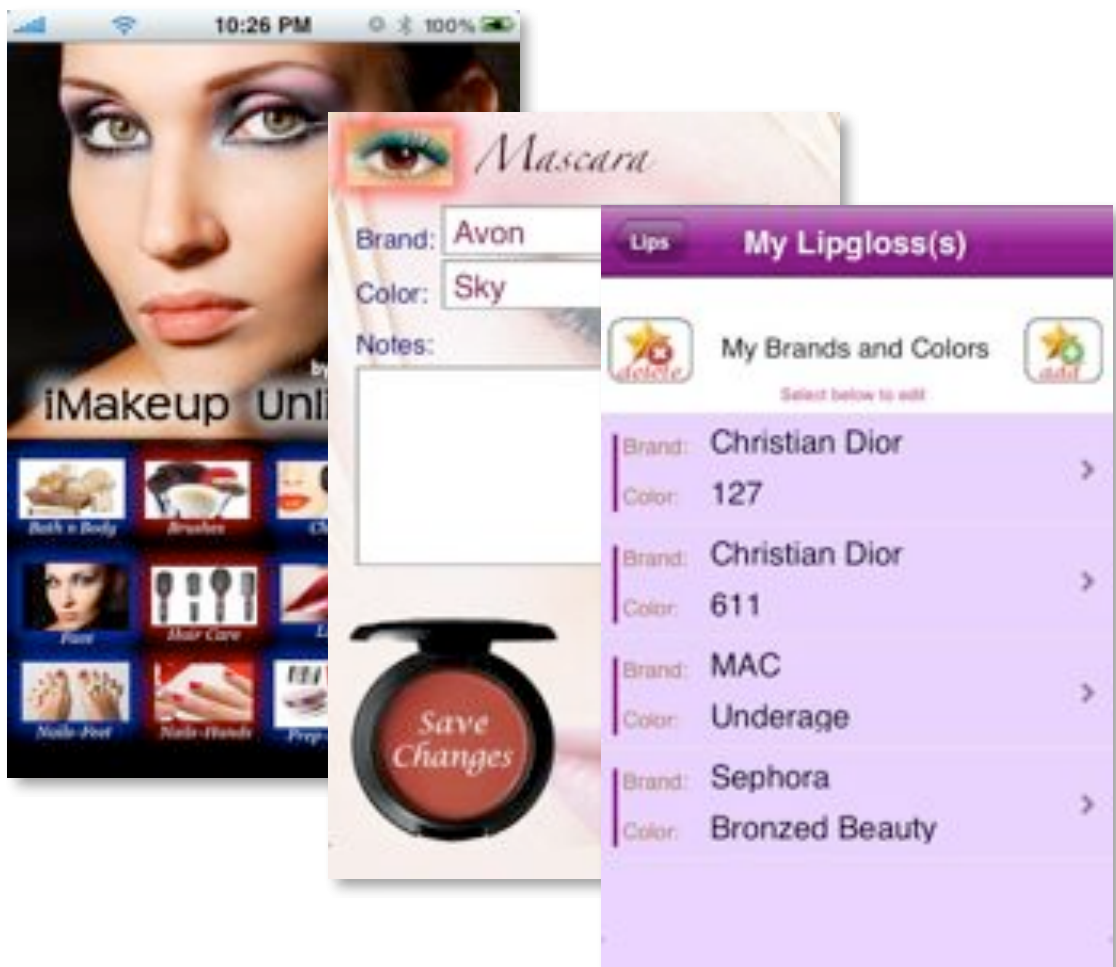 10:26 PM
100%
by
iMakeup Unli
Bath n Body
Brushes
Face
Hair Care
Nails-Feet
Nails-Hands
Prep
Mascara
Brand: Avon
Color: Sky
Notes:
Save
Changes
Lips
My Lipgloss(s)
delete
My Brands and Colors
add
Select below to edit
Brand: Christian Dior
Color: 127
Brand: Christian Dior
Color: 611
Brand: MAC
Color: Underage
Brand: Sephora
Color: Bronzed Beauty